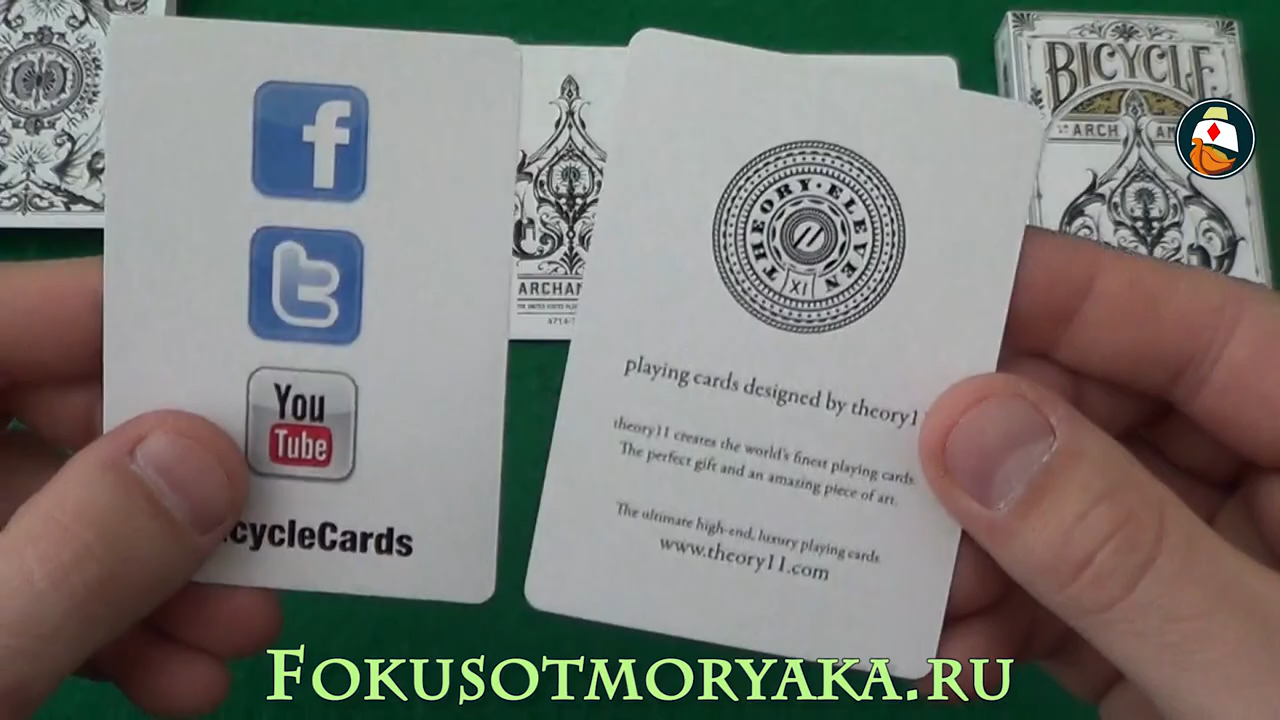 f
t
You
Tube
cycleCards
THEORY · ELEVEN
XI
playing cards designed by theory1
theory11 creates the world's finest playing cards
The perfect gift and an amazing piece of art.
The ultimate high-end, luxury playing cards
www.theory11.com
ARCHAN
BICYCLE
ARCH AN
FOKUSOTMORYAKA.RU